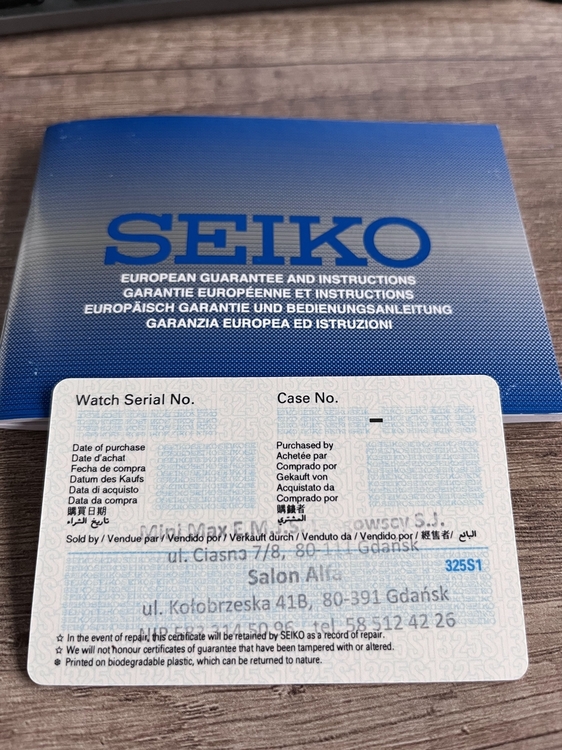 SEIKO
EUROPEAN GUARANTEE AND INSTRUCTIONS
GARANTIE EUROPÉENNE ET INSTRUCTIONS
EUROPÄISCH GARANTIE UND BEDIENUNGSANLEITUNG
GARANZIA EUROPEA ED ISTRUZIONI
Watch Serial No.
Case No.
–
Date of purchase
Date d'achat
Fecha de compra
Datum des Kaufs
Data di acquisto
Data da compra
購買日期
تاريخ الشراء
Purchased by
Achetée par
Comprado por
Gekauft von
Acquistato da
Comprado por
購錶者
المشتري
Mini Max S.J.
Sold by / Vendue par / Vendido por / Verkauft durch / Venduto da / Vendido por / 經售者 / البائع
ul. Ciasna 7/8, 80-111 Gdańsk
325S1
Salon Alfa
ul. Kołobrzeska 41B, 80-391 Gdańsk
NIP 583 314 50 96 tel. 58 512 42 26
☆ In the event of repair, this certificate will be retained by SEIKO as a record of repair.
☆ We will not honour certificates of guarantee that have been tampered with or altered.
❄ Printed on biodegradable plastic, which can be returned to nature.